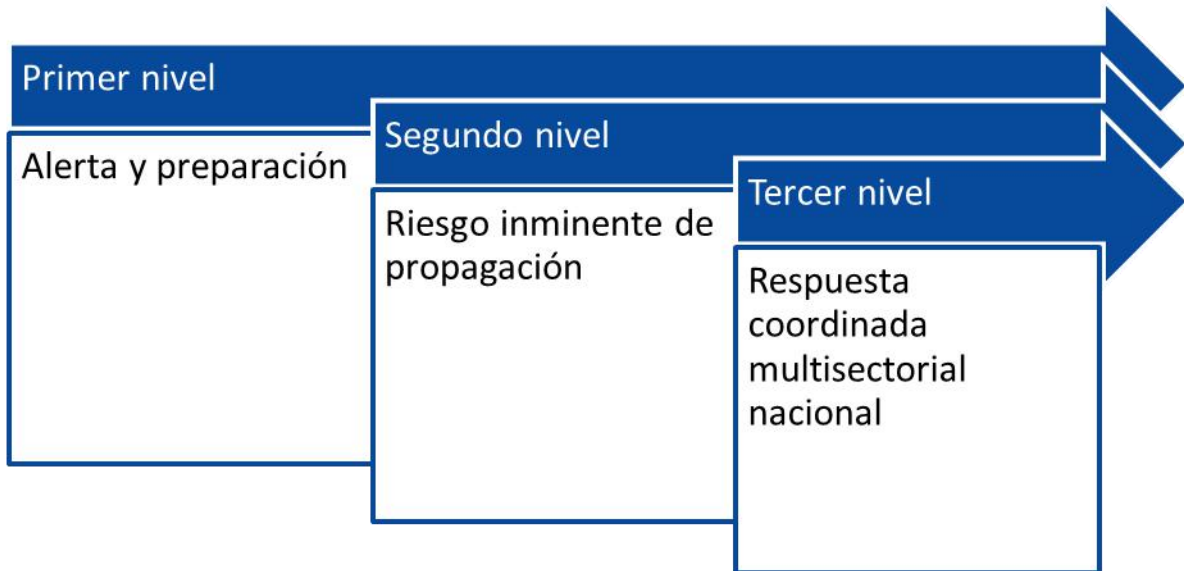 Primer nivel
Alerta y preparación
Segundo nivel
Riesgo inminente de
propagación
Tercer nivel
Respuesta
coordinada
multisectorial
nacional